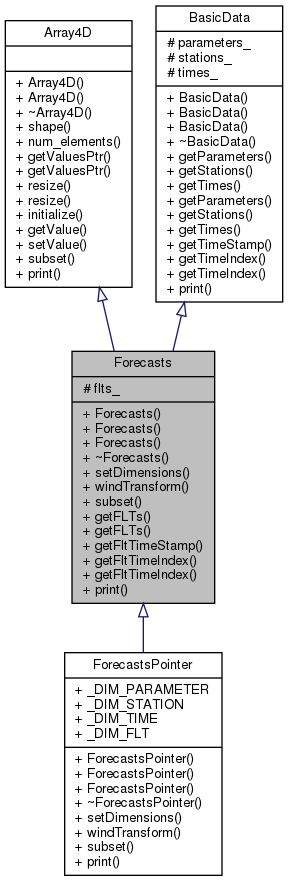 Array4D
+ Array4D()
+ Array4D()
+ ~Array4D()
+ shape()
+ num_elements()
+ getValuesPtr()
+ getValuesPtr()
+ resize()
+ resize()
+ initialize()
+ getValue()
+ setValue()
+ subset()
+ print()
BasicData
# parameters_
# stations_
# times_
+ BasicData()
+ BasicData()
+ BasicData()
+ ~BasicData()
+ getParameters()
+ getStations()
+ getTimes()
+ getParameters()
+ getStations()
+ getTimes()
+ getTimeStamp()
+ getTimeIndex()
+ getTimeIndex()
+ print()
Forecasts
# flts_
+ Forecasts()
+ Forecasts()
+ Forecasts()
+ ~Forecasts()
+ setDimensions()
+ windTransform()
+ subset()
+ getFLTs()
+ getFLTs()
+ getFltTimeStamp()
+ getFltTimeIndex()
+ getFltTimeIndex()
+ print()
ForecastsPointer
+ _DIM_PARAMETER
+ _DIM_STATION
+ _DIM_TIME
+ _DIM_FLT
+ ForecastsPointer()
+ ForecastsPointer()
+ ForecastsPointer()
+ ~ForecastsPointer()
+ setDimensions()
+ windTransform()
+ subset()
+ print()